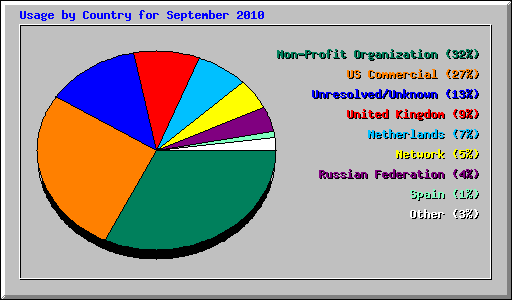 Usage by Country for September 2010
Non-Profit Organization (32%)
US Commercial (27%)
Unresolved/Unknown (13%)
United Kingdom (9%)
Netherlands (7%)
Network (5%)
Russian Federation (4%)
Spain (1%)
Other (3%)